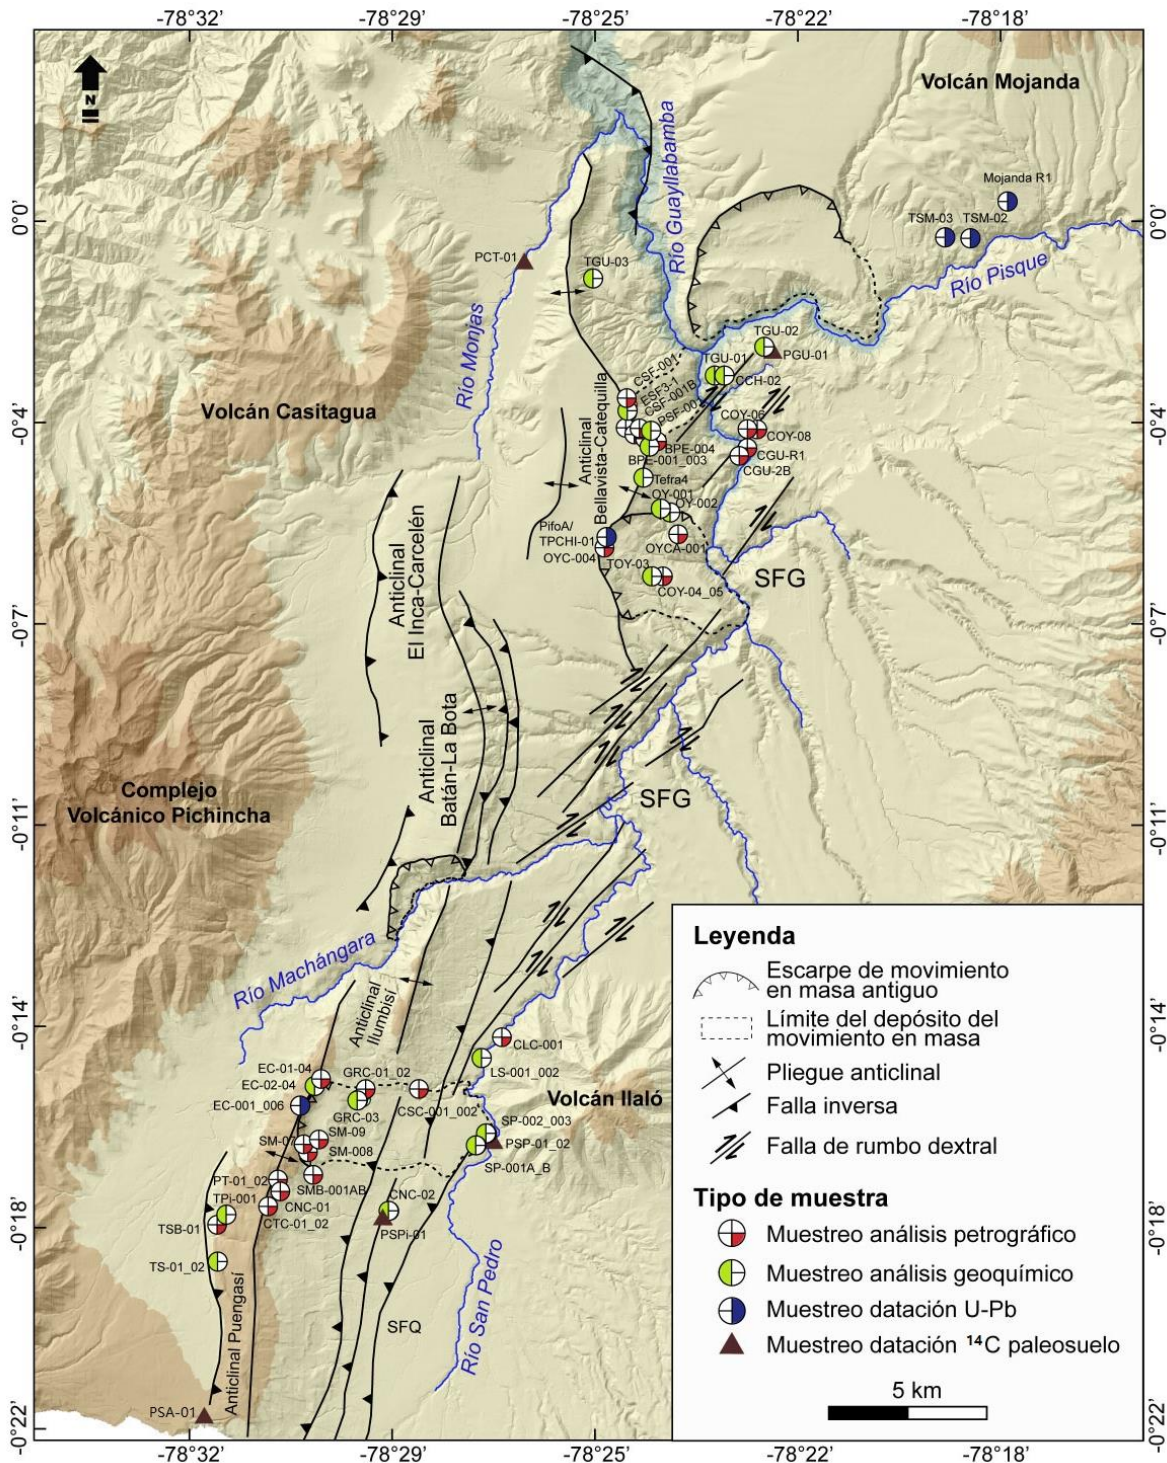 -78°32'
-78°29'
-78°25'
-78°22'
-78°18'
N
Volcán Mojanda
Mojanda R1
TSM-03
TSM-02
0°0'
0°0'
Río Guayllabamba
Río Pisque
PCT-01
TGU-03
Río Monjas
TGU-02
PGU-01
TGU-01
CCH-02
CSF-001
ESF3-1
CSF-001B
Volcán Casitagua
COY-06
COY-08
-0°4'
-0°4'
BPE-004
BPE-001_003
CGU-R1
CGU-2B
Anticlinal
Bellavista-Catequilla
Tefra4
OY-001
OY-002
PifoA/
TPCHI-01
OYC-004
OYCA-001
TOY-03
COY-04_05
SFG
Anticlinal
El Inca-Carcelén
-0°7'
-0°7'
Anticlinal
Batán-La Bota
Complejo
Volcánico Pichincha
SFG
-0°11'
-0°11'
Río Machángara
Anticlinal
Ilumbisí
-0°14'
-0°14'
CLC-001
LS-001_002
EC-01-04
EC-02-04
EC-001_006
GRC-01_02
GRC-03
CSC-001_002
Volcán Ilaló
SP-002_003
PSP-01_02
SP-001A_B
SM-07
SM-09
SM-008
PT-01_02
SMB-001AB
TPi-001
CNC-01
CNC-02
TSB-01
CTC-01_02
PSPi-01
-0°18'
-0°18'
TS-01_02
Anticlinal Puengasí
SFQ
Río San Pedro
PSA-01
-0°22'
-0°22'
Leyenda
Escarpe de movimiento
en masa antiguo
Límite del depósito del
movimiento en masa
Pliegue anticlinal
Falla inversa
Falla de rumbo dextral
Tipo de muestra
Muestreo análisis petrográfico
Muestreo análisis geoquímico
Muestreo datación U-Pb
Muestreo datación ¹⁴C paleosuelo
5 km
-78°32'
-78°29'
-78°25'
-78°22'
-78°18'